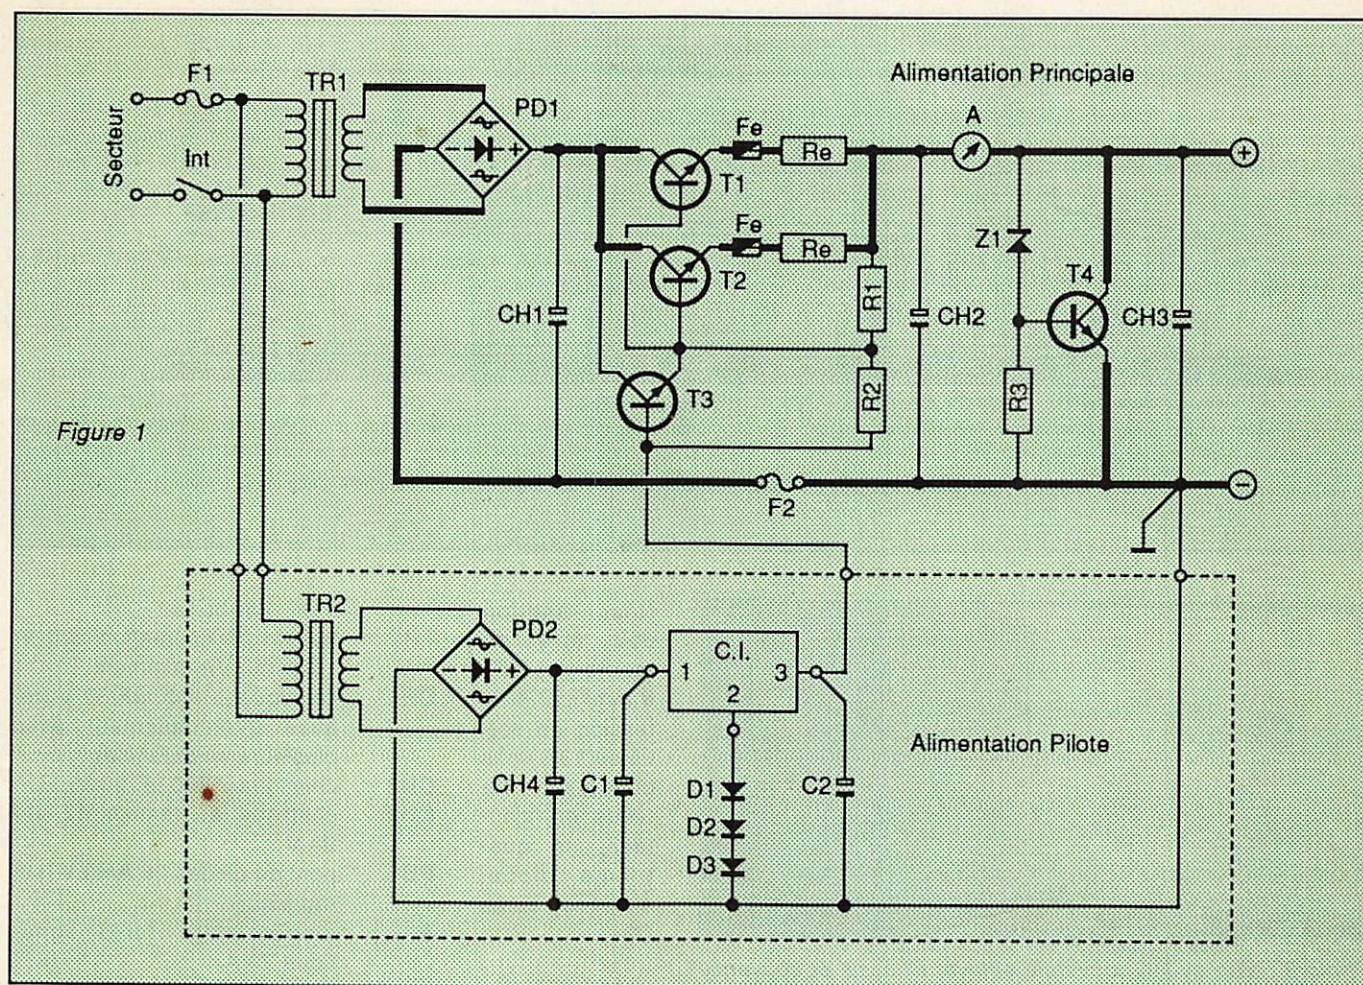 Alimentation Principale
F1
TR1
PD1
Secteur
Int
Fe
Re
A
T1
Fe
Re
T2
Z1
T4
R1
CH1
CH2
CH3
T3
R2
R3
Figure 1
F2
TR2
PD2
C.I.
1
3
2
Alimentation Pilote
CH4
C1
D1
C2
D2
D3